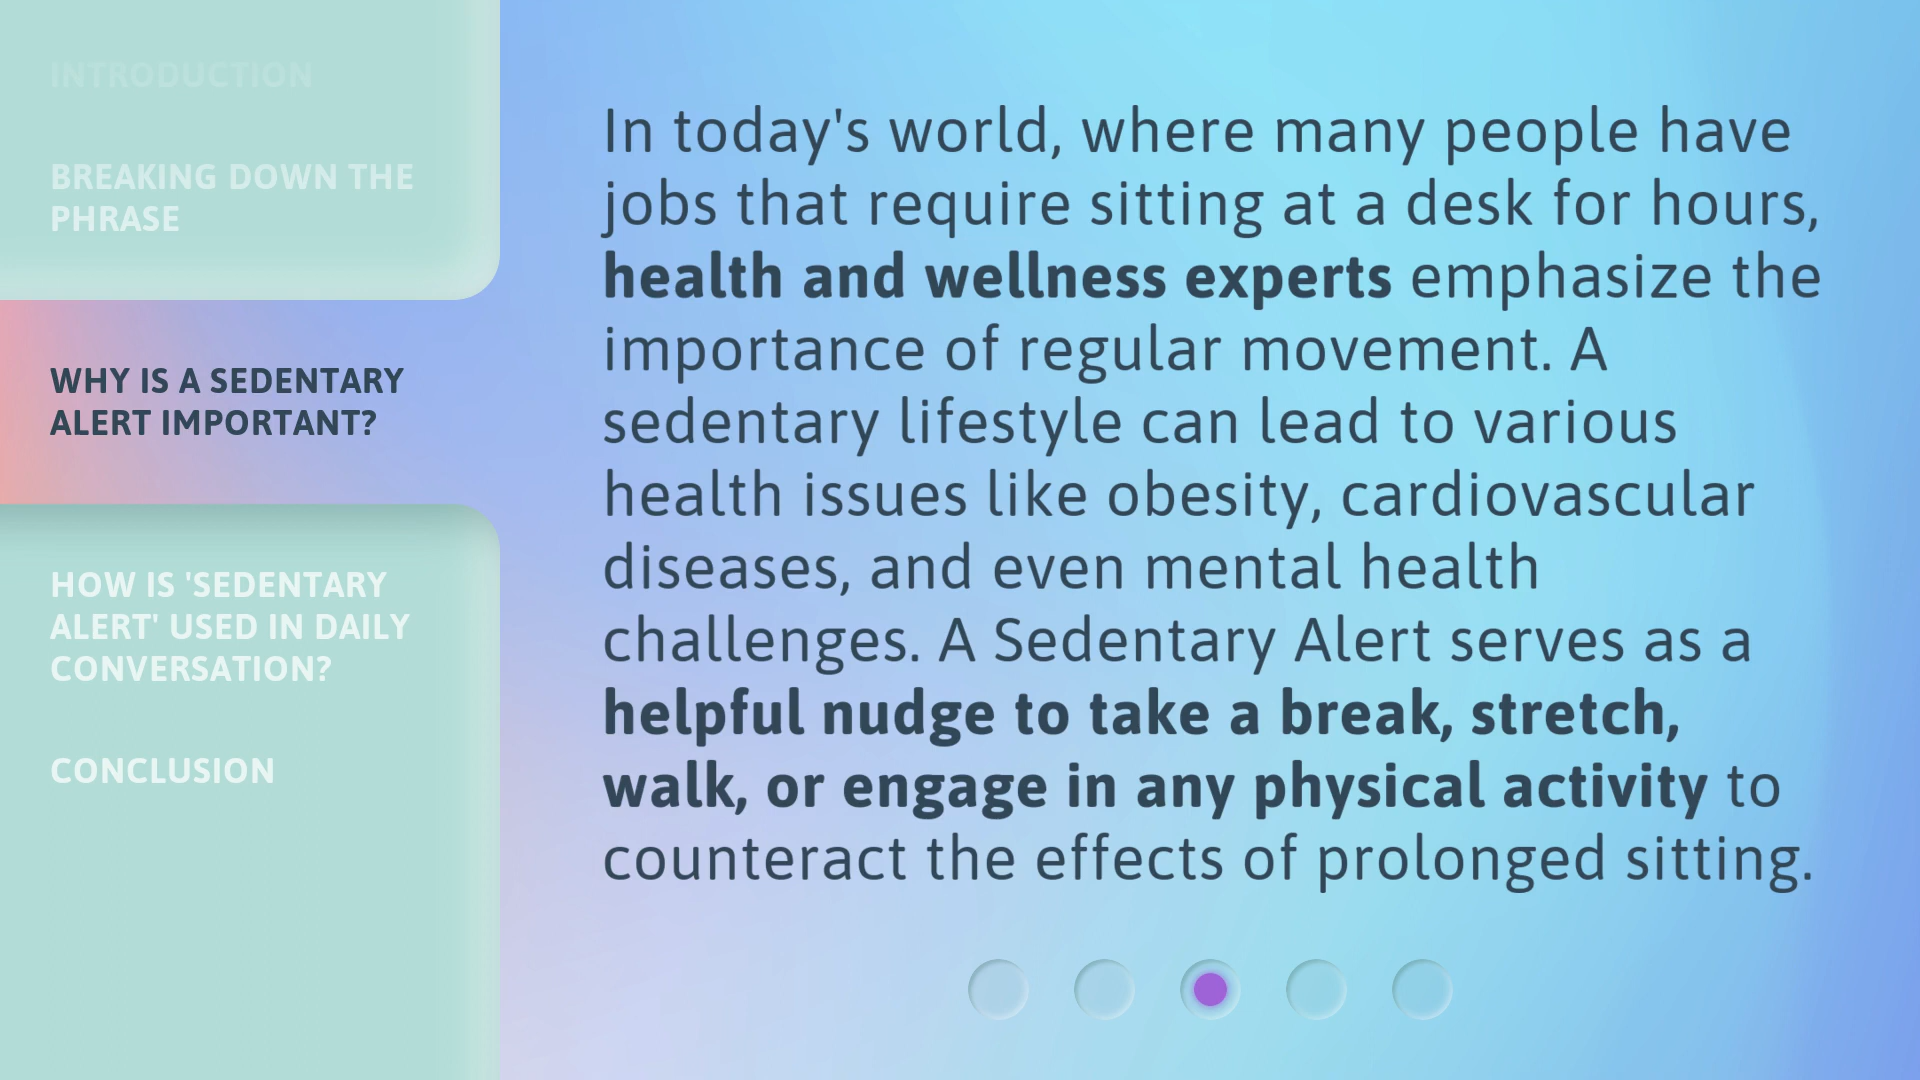 INTRODUCTION
BREAKING DOWN THE
PHRASE
WHY IS A SEDENTARY
ALERT IMPORTANT?
HOW IS 'SEDENTARY
ALERT' USED IN DAILY
CONVERSATION?
CONCLUSION
In today's world, where many people have
jobs that require sitting at a desk for hours,
health and wellness experts emphasize the
importance of regular movement. A
sedentary lifestyle can lead to various
health issues like obesity, cardiovascular
diseases, and even mental health
challenges. A Sedentary Alert serves as a
helpful nudge to take a break, stretch,
walk, or engage in any physical activity to
counteract the effects of prolonged sitting.